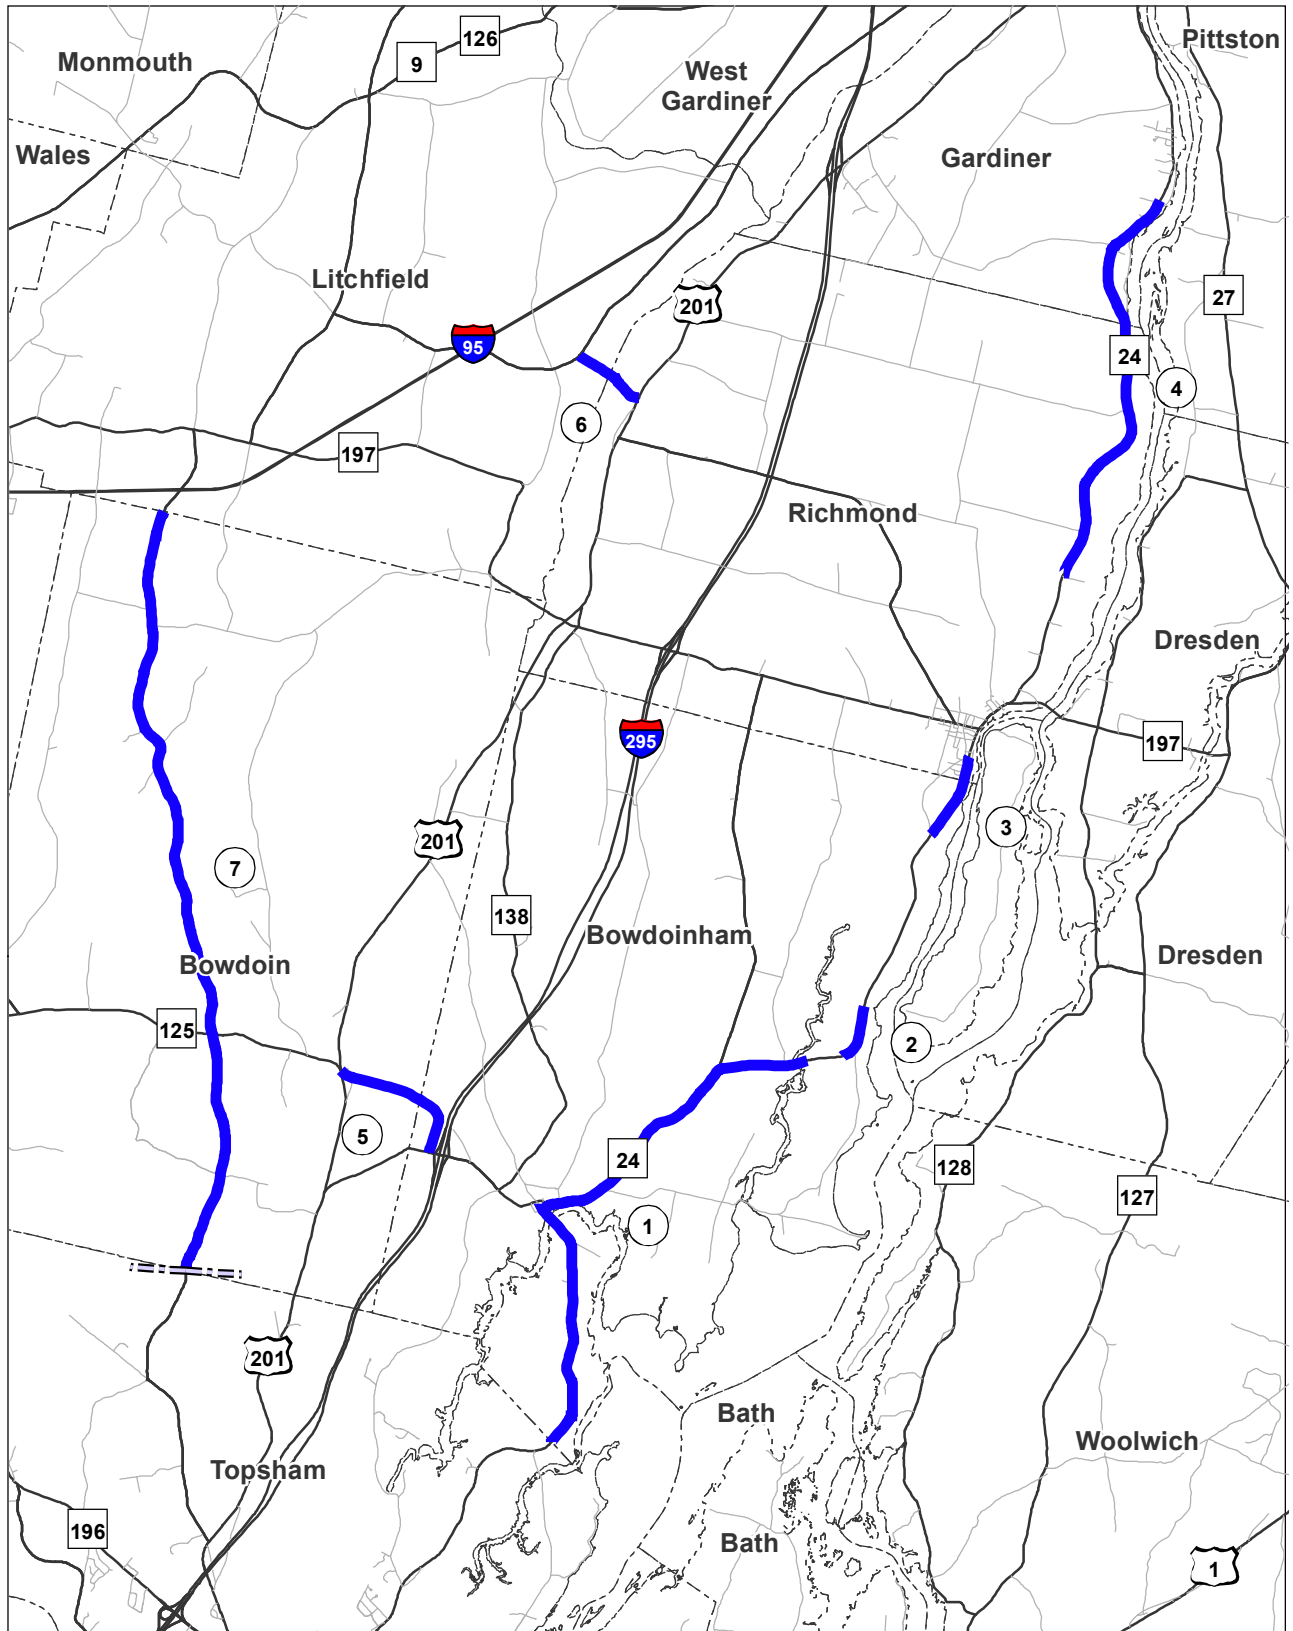 Pittston
126
Monmouth
9
West
Gardiner
Wales
Gardiner
Litchfield
27
201
95
24
4
6
197
Richmond
Dresden
295
197
3
201
7
138
Bowdoinham
Bowdoin
Dresden
125
2
5
24
128
127
1
201
Bath
Woolwich
Topsham
196
Bath
1